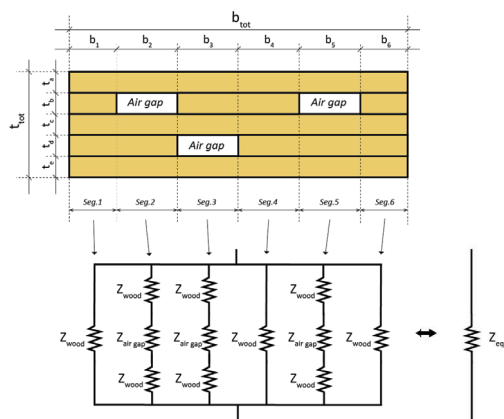 b_tot
b_1 b_2 b_3 b_4 b_5 b_6
t_tot
t_a
t_b
t_c
t_d
t_e
Air gap Air gap
Air gap
Seg.1 Seg.2 Seg.3 Seg.4 Seg.5 Seg.6
Z_wood Z_wood Z_wood
Z_wood Z_air gap Z_air gap Z_wood Z_air gap Z_wood Z_eq
Z_wood Z_wood Z_wood